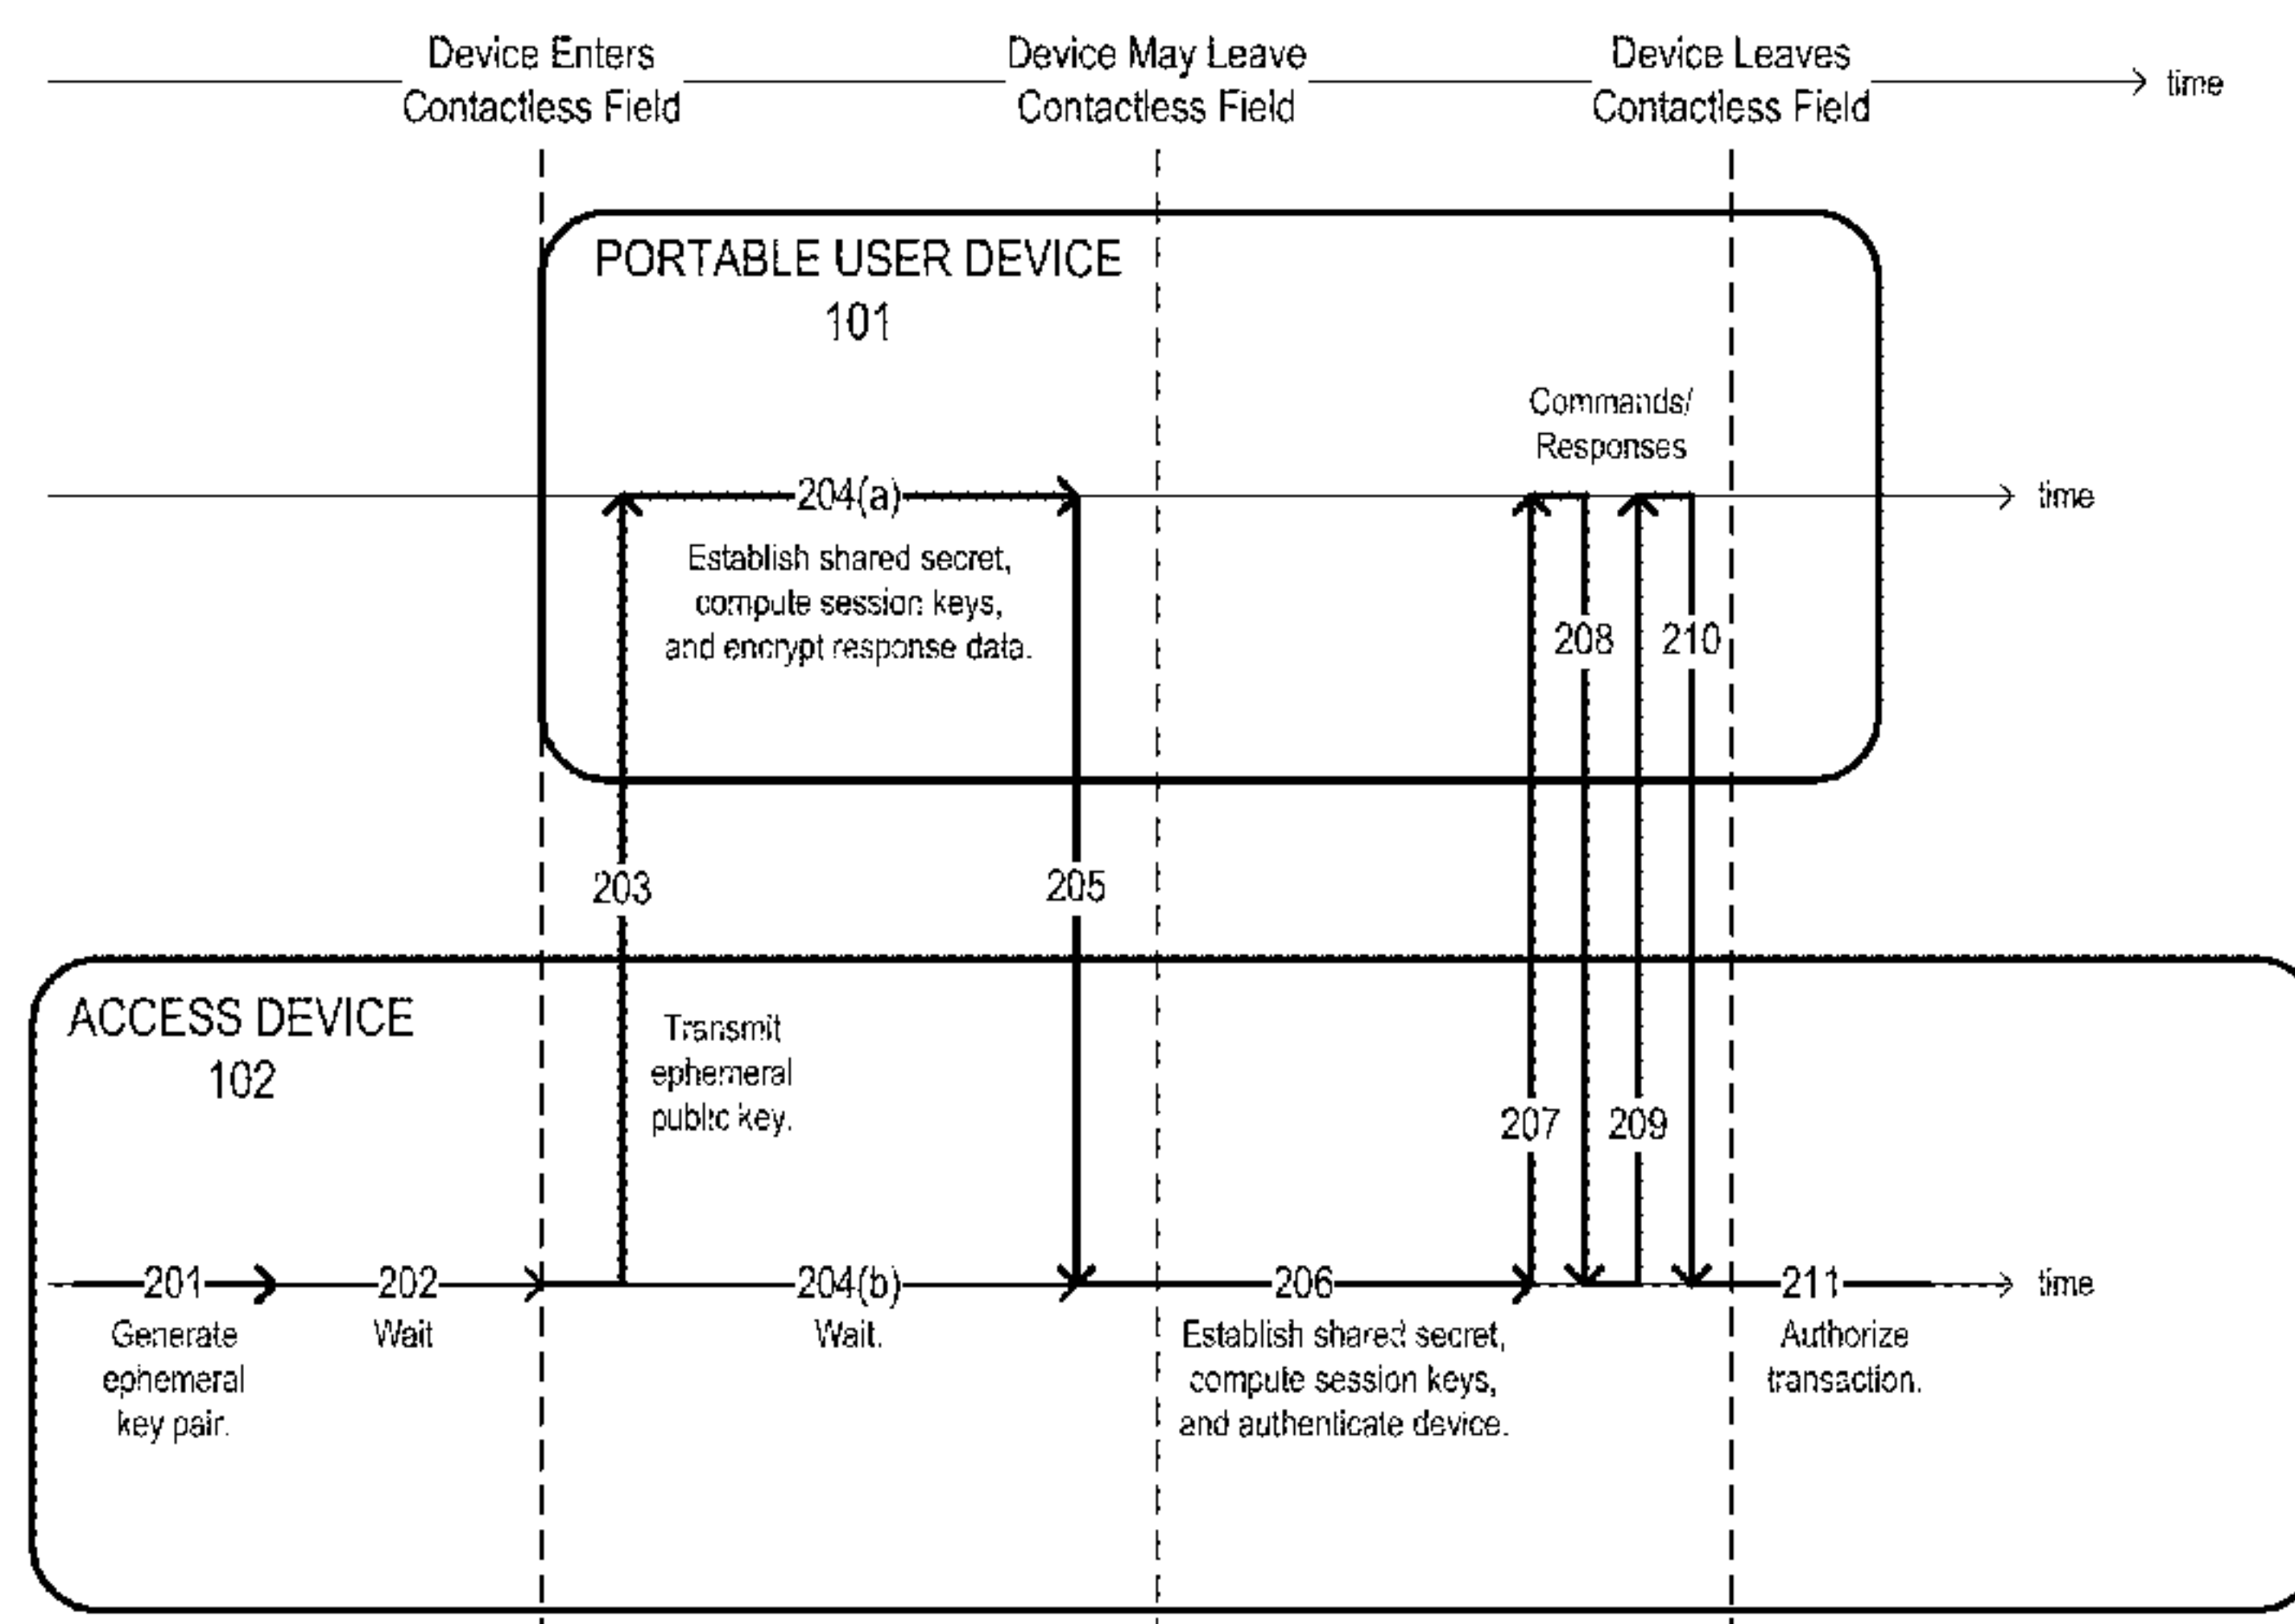 Device Enters
Contactless Field
Device May Leave
Contactless Field
Device Leaves
Contactless Field
time
PORTABLE USER DEVICE
101
Commands/
Responses
204(a)
time
Establish shared secret,
compute session keys,
and encrypt response data.
208
210
203
205
ACCESS DEVICE
102
Transmit
ephemeral
public key.
207
209
201
202
204(b)
206
211
time
Generate
ephemeral
key pair.
Wait
Wait.
Establish shared secret,
compute session keys,
and authenticate device.
Authorize
transaction.